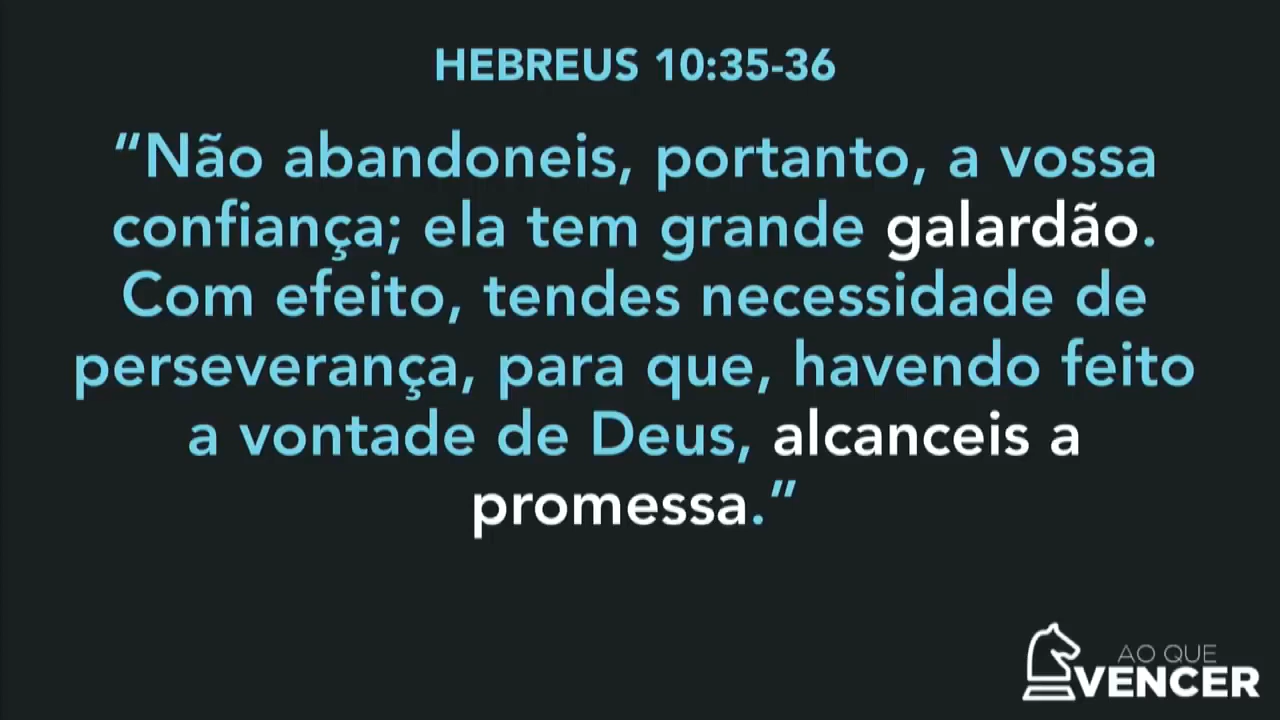 HEBREUS 10:35-36
“Não abandoneis, portanto, a vossa
confiança; ela tem grande galardão.
Com efeito, tendes necessidade de
perseverança, para que, havendo feito
a vontade de Deus, alcanceis a
promessa.”
AO QUE
VENCER